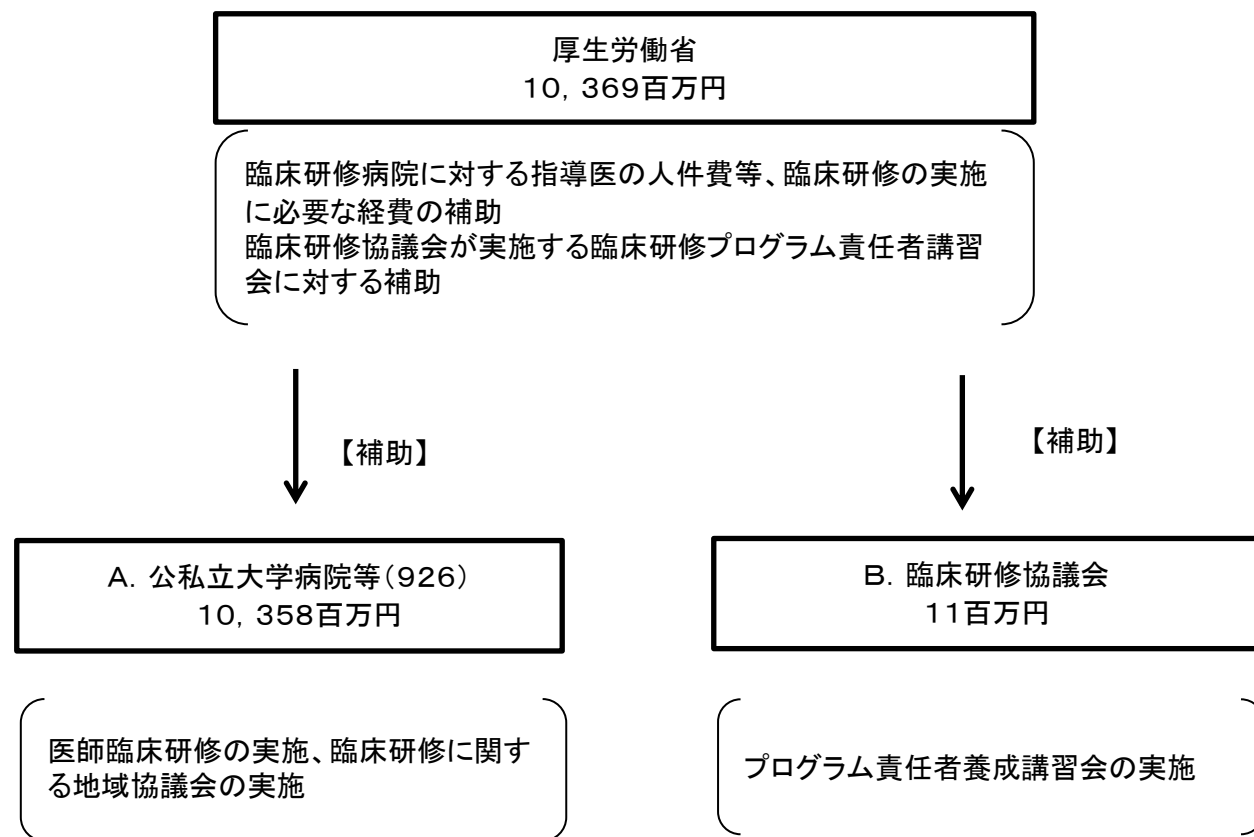 厚生労働省
10，369百万円
臨床研修病院に対する指導医の人件費等、臨床研修の実施
に必要な経費の補助
臨床研修協議会が実施する臨床研修プログラム責任者講習
会に対する補助
【補助】
【補助】
A．公私立大学病院等（926）
10，358百万円
B．臨床研修協議会
11百万円
医師臨床研修の実施、臨床研修に関す
る地域協議会の実施
プログラム責任者養成講習会の実施